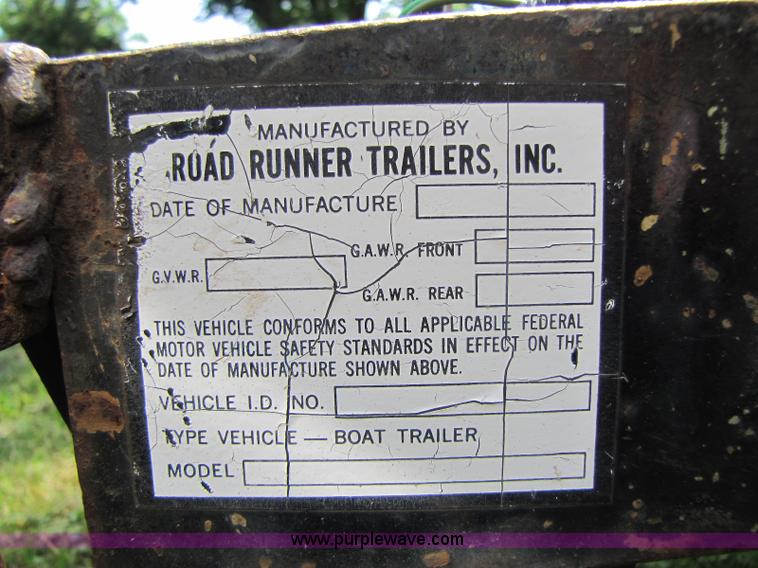 MANUFACTURED BY
ROAD RUNNER TRAILERS, INC.
DATE OF MANUFACTURE
G.A.W.R. FRONT
G.V.W.R.
G.A.W.R. REAR
THIS VEHICLE CONFORMS TO ALL APPLICABLE FEDERAL
MOTOR VEHICLE SAFETY STANDARDS IN EFFECT ON THE
DATE OF MANUFACTURE SHOWN ABOVE.
VEHICLE I.D. NO.
TYPE VEHICLE — BOAT TRAILER
MODEL
www.purplewave.com